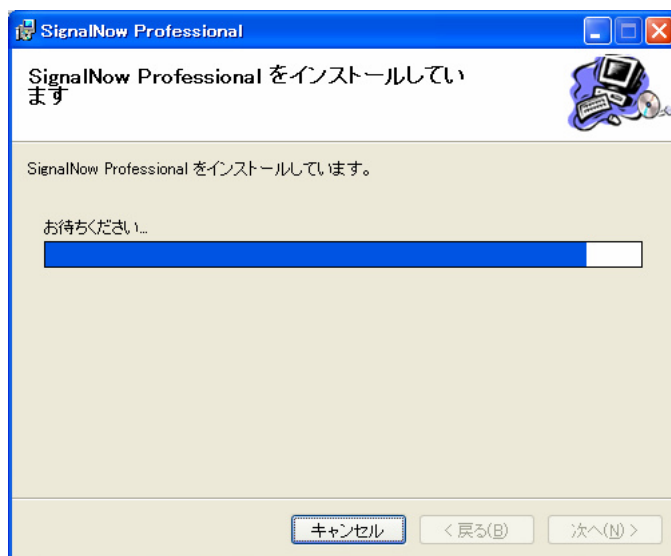 SignalNow Professional
SignalNow Professional をインストールしてい
ます
SignalNow Professional をインストールしています。
お待ちください...
キャンセル
< 戻る(B)
次へ(N) >